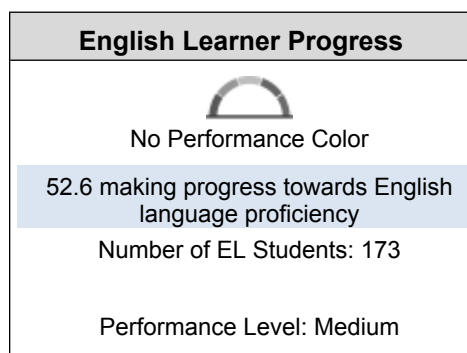 English Learner Progress
No Performance Color
52.6 making progress towards English
language proficiency
Number of EL Students: 173
Performance Level: Medium